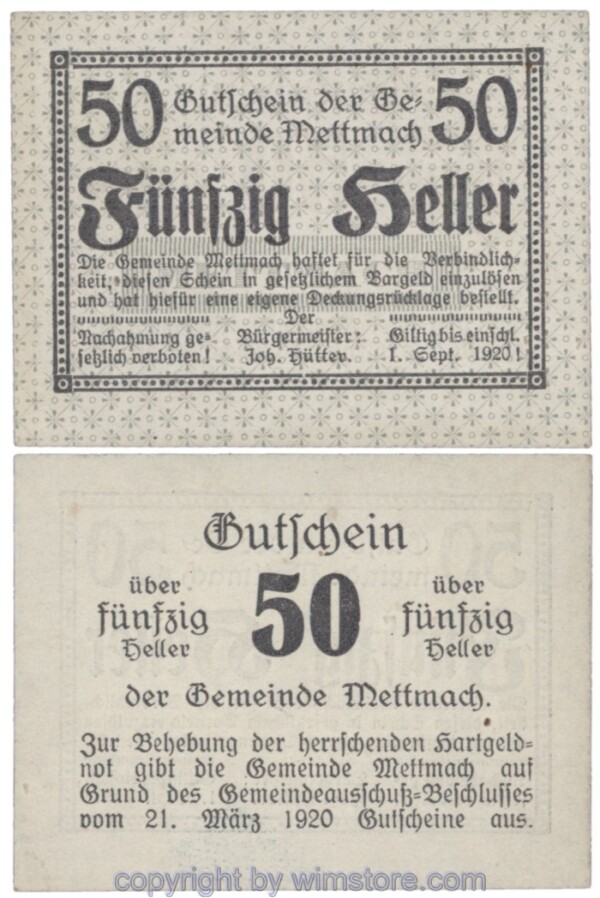 50 Gutschein der Ge= 50
meinde Mettmach
Fünfzig Heller
Die Gemeinde Mettmach haftet für die Verbindlich=
keit, diesen Schein in gesetzlichem Bargeld einzulösen
und hat hiefür eine eigene Deckungsrücklage bestellt.
Nachahmung ge=
setzlich verboten!
Der
Bürgermeister:
Joh. Hüttev.
Giltig bis einschl.
1. Sept. 1920!
Gutschein
über
fünfzig
Heller
50
über
fünfzig
Heller
der Gemeinde Mettmach.
Zur Behebung der herrschenden Hartgeld=
not gibt die Gemeinde Mettmach auf
Grund des Gemeindeausschuß=Beschlusses
vom 21. März 1920 Gutscheine aus.
copyright by wimstore.com